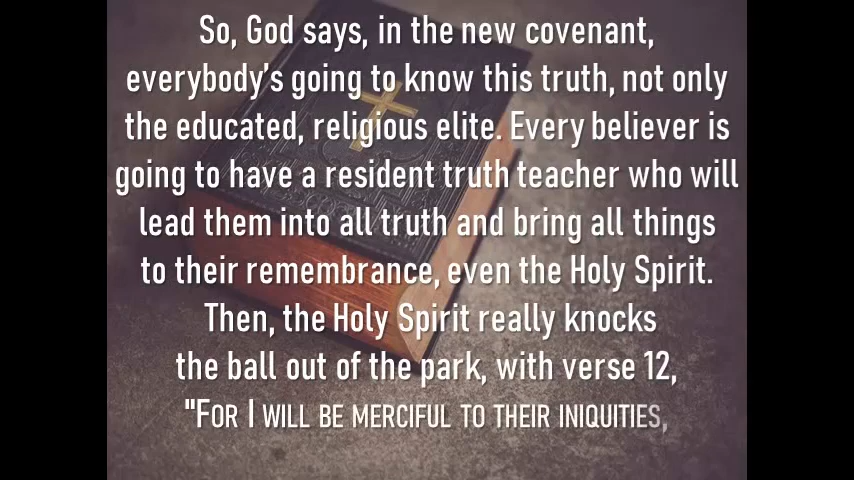 So, God says, in the new covenant,
everybody's going to know this truth, not only
the educated, religious elite. Every believer is
going to have a resident truth teacher who will
lead them into all truth and bring all things
to their remembrance, even the Holy Spirit.
Then, the Holy Spirit really knocks
the ball out of the park, with verse 12,
"For I will be merciful to their iniquities,